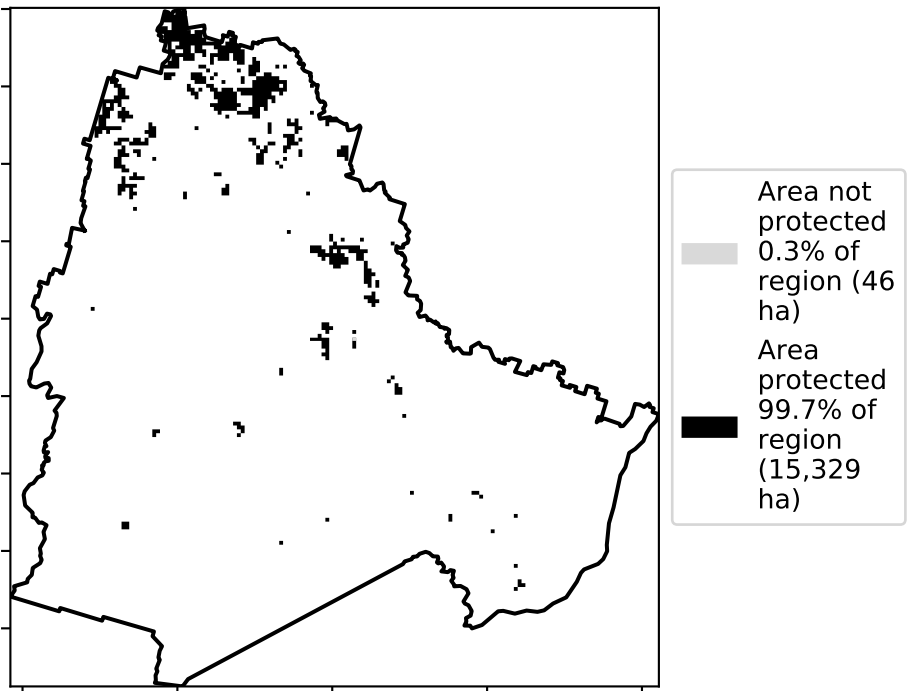 Area not
protected
0.3% of
region (46
ha)
Area
protected
99.7% of
region
(15,329
ha)